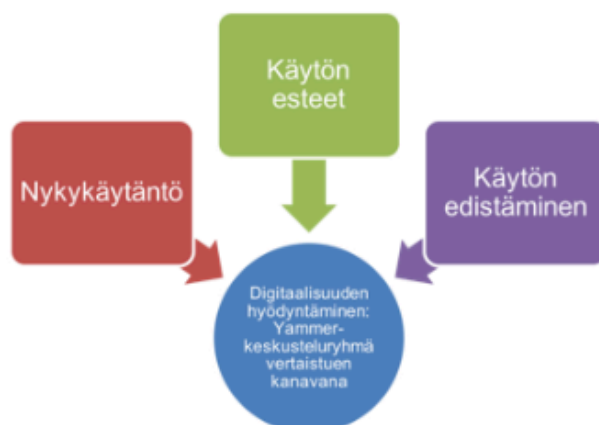 Käytön
esteet
Nykykäytäntö
Käytön
edistäminen
Digitaalisuuden
hyödyntäminen:
Yammer-
keskusteluryhmä
vertaistuen
kanavana